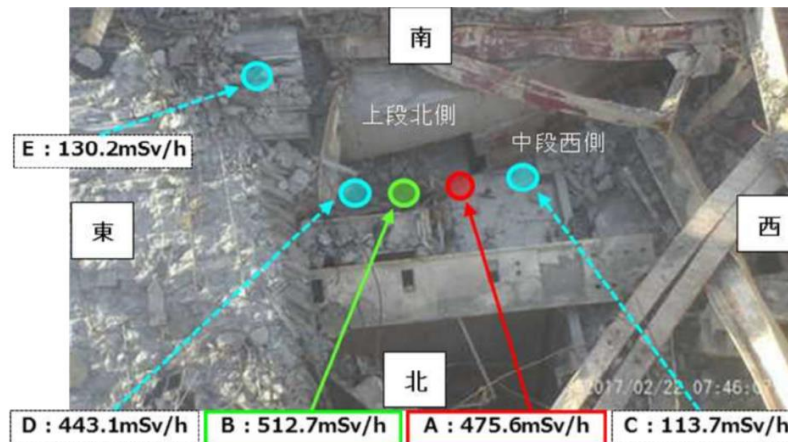 南
上段北側
中段西側
E：130.2mSv/h
東
西
北
2017/02/22 07:46:0
D：443.1mSv/h
B：512.7mSv/h
A：475.6mSv/h
C：113.7mSv/h